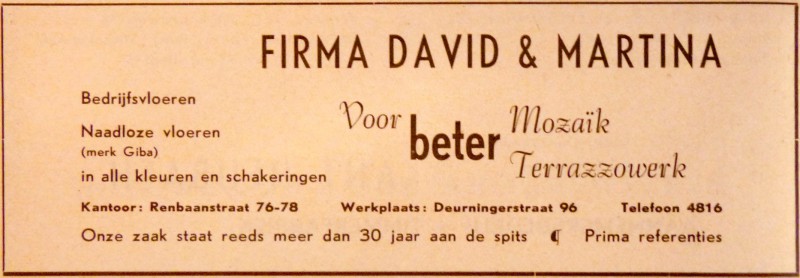 FIRMA DAVID & MARTINA
Bedrijfsvloeren
Naadloze vloeren
(merk Giba)
in alle kleuren en schakeringen
Voor beter Mozaïk
Terrazzowerk
Kantoor: Renbaanstraat 76-78 Werkplaats: Deurningerstraat 96 Telefoon 4816
Onze zaak staat reeds meer dan 30 jaar aan de spits ¶ Prima referenties